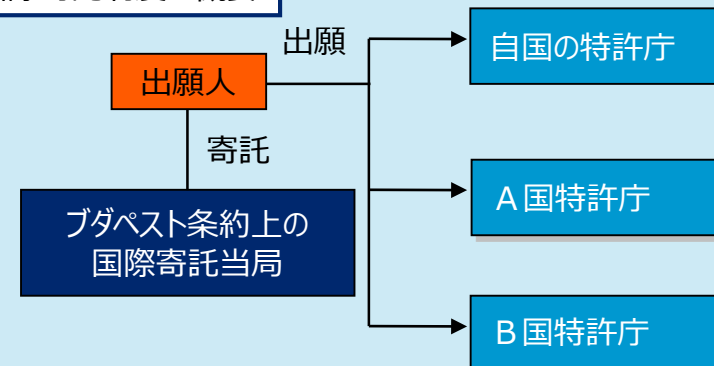 出願
自国の特許庁
出願人
寄託
A国特許庁
ブダペスト条約上の
国際寄託当局
B国特許庁